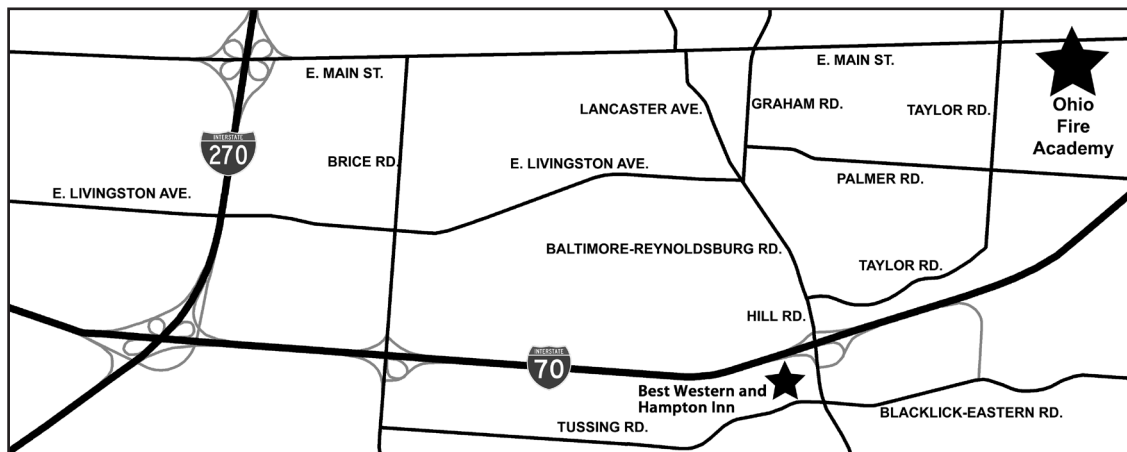 E. MAIN ST.
E. MAIN ST.
LANCASTER AVE.
GRAHAM RD.
TAYLOR RD.
Ohio
Fire
Academy
INTERSTATE
270
BRICE RD.
E. LIVINGSTON AVE.
PALMER RD.
E. LIVINGSTON AVE.
BALTIMORE-REYNOLDSBURG RD.
TAYLOR RD.
HILL RD.
INTERSTATE
70
Best Western and
Hampton Inn
TUSSING RD.
BLACKLICK-EASTERN RD.